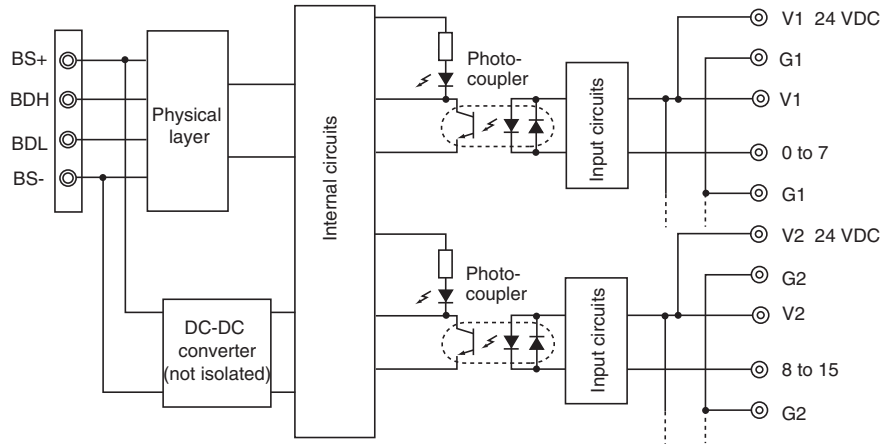 BS+
BDH
BDL
BS-
Physical
layer
DC-DC
converter
(not isolated)
Internal circuits
Photo-
coupler
Input circuits
V1 24 VDC
G1
V1
0 to 7
G1
Photo-
coupler
Input circuits
V2 24 VDC
G2
V2
8 to 15
G2